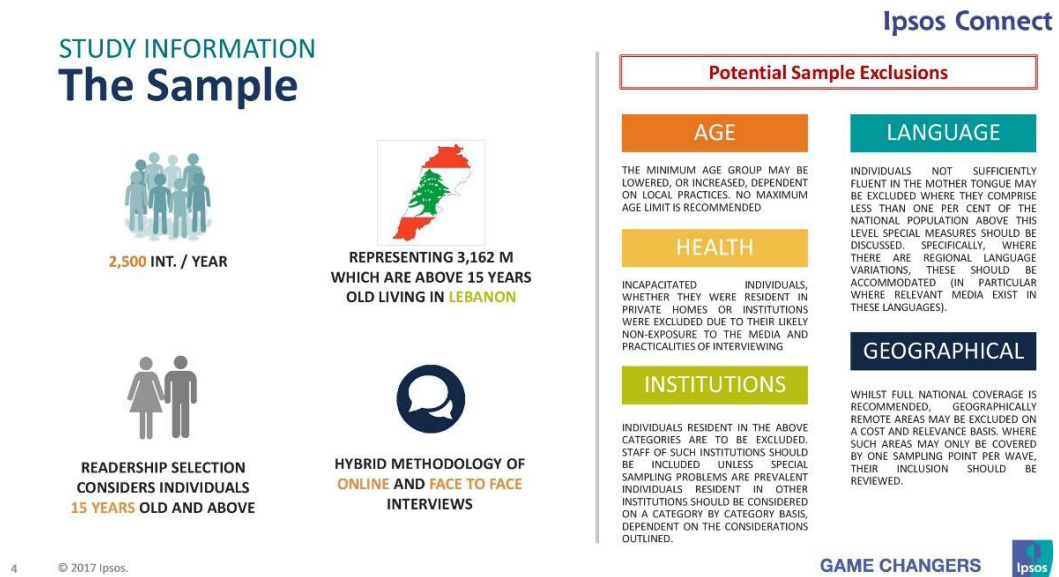 Ipsos Connect
STUDY INFORMATION
The Sample
2,500 INT. / YEAR
REPRESENTING 3,162 M
WHICH ARE ABOVE 15 YEARS
OLD LIVING IN LEBANON
READERSHIP SELECTION
CONSIDERS INDIVIDUALS
15 YEARS OLD AND ABOVE
HYBRID METHODOLOGY OF
ONLINE AND FACE TO FACE
INTERVIEWS
Potential Sample Exclusions
AGE
THE MINIMUM AGE GROUP MAY BE
LOWERED, OR INCREASED, DEPENDENT
ON LOCAL PRACTICES. NO MAXIMUM
AGE LIMIT IS RECOMMENDED
HEALTH
INCAPACITATED INDIVIDUALS,
WHETHER THEY WERE RESIDENT IN
PRIVATE HOMES OR INSTITUTIONS
WERE EXCLUDED DUE TO THEIR LIKELY
NON-EXPOSURE TO THE MEDIA AND
PRACTICALITIES OF INTERVIEWING
INSTITUTIONS
INDIVIDUALS RESIDENT IN THE ABOVE
CATEGORIES ARE TO BE EXCLUDED.
STAFF OF SUCH INSTITUTIONS SHOULD
BE INCLUDED UNLESS SPECIAL
SAMPLING PROBLEMS ARE PREVALENT
INDIVIDUALS RESIDENT IN OTHER
INSTITUTIONS SHOULD BE CONSIDERED
ON A CATEGORY BY CATEGORY BASIS,
DEPENDENT ON THE CONSIDERATIONS
OUTLINED.
LANGUAGE
INDIVIDUALS NOT SUFFICIENTLY
FLUENT IN THE MOTHER TONGUE MAY
BE EXCLUDED WHERE THEY COMPRISE
LESS THAN ONE PER CENT OF THE
NATIONAL POPULATION ABOVE THIS
LEVEL SPECIAL MEASURES SHOULD BE
DISCUSSED. SPECIFICALLY, WHERE
THERE ARE REGIONAL LANGUAGE
VARIATIONS, THESE SHOULD BE
ACCOMMODATED (IN PARTICULAR
WHERE RELEVANT MEDIA EXIST IN
THESE LANGUAGES).
GEOGRAPHICAL
WHILST FULL NATIONAL COVERAGE IS
RECOMMENDED, GEOGRAPHICALLY
REMOTE AREAS MAY BE EXCLUDED ON
A COST AND RELEVANCE BASIS. WHERE
SUCH AREAS MAY ONLY BE COVERED
BY ONE SAMPLING POINT PER WAVE,
THEIR INCLUSION SHOULD BE
REVIEWED.
4 © 2017 Ipsos.
GAME CHANGERS
Ipsos